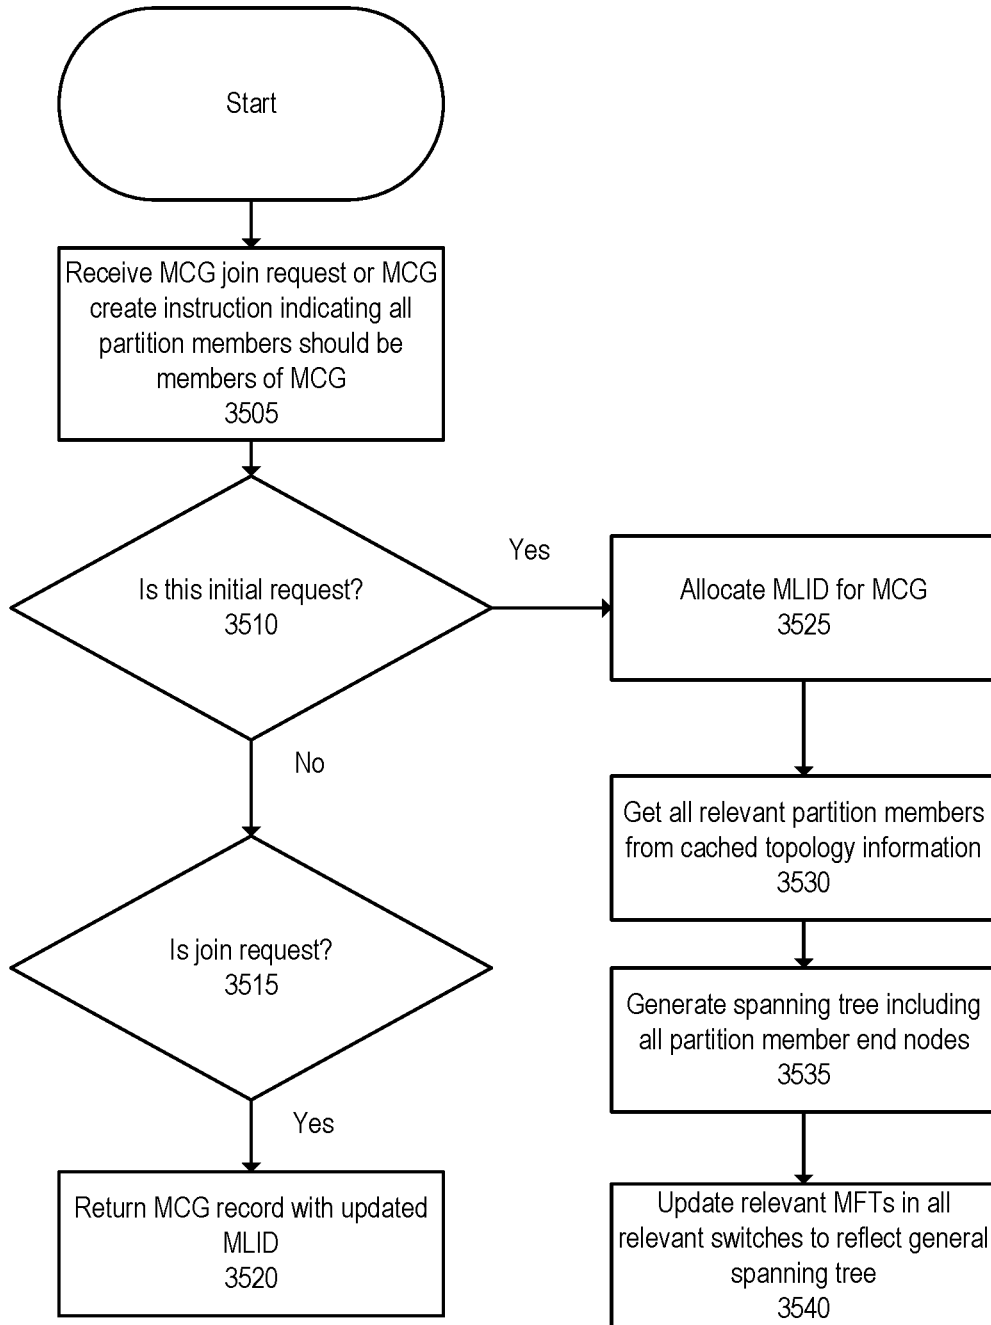 Start
Receive MCG join request or MCG
create instruction indicating all
partition members should be
members of MCG
3505
Is this initial request?
3510
Yes
No
Is join request?
3515
Yes
Return MCG record with updated
MLID
3520
Allocate MLID for MCG
3525
Get all relevant partition members
from cached topology information
3530
Generate spanning tree including
all partition member end nodes
3535
Update relevant MFTs in all
relevant switches to reflect general
spanning tree
3540